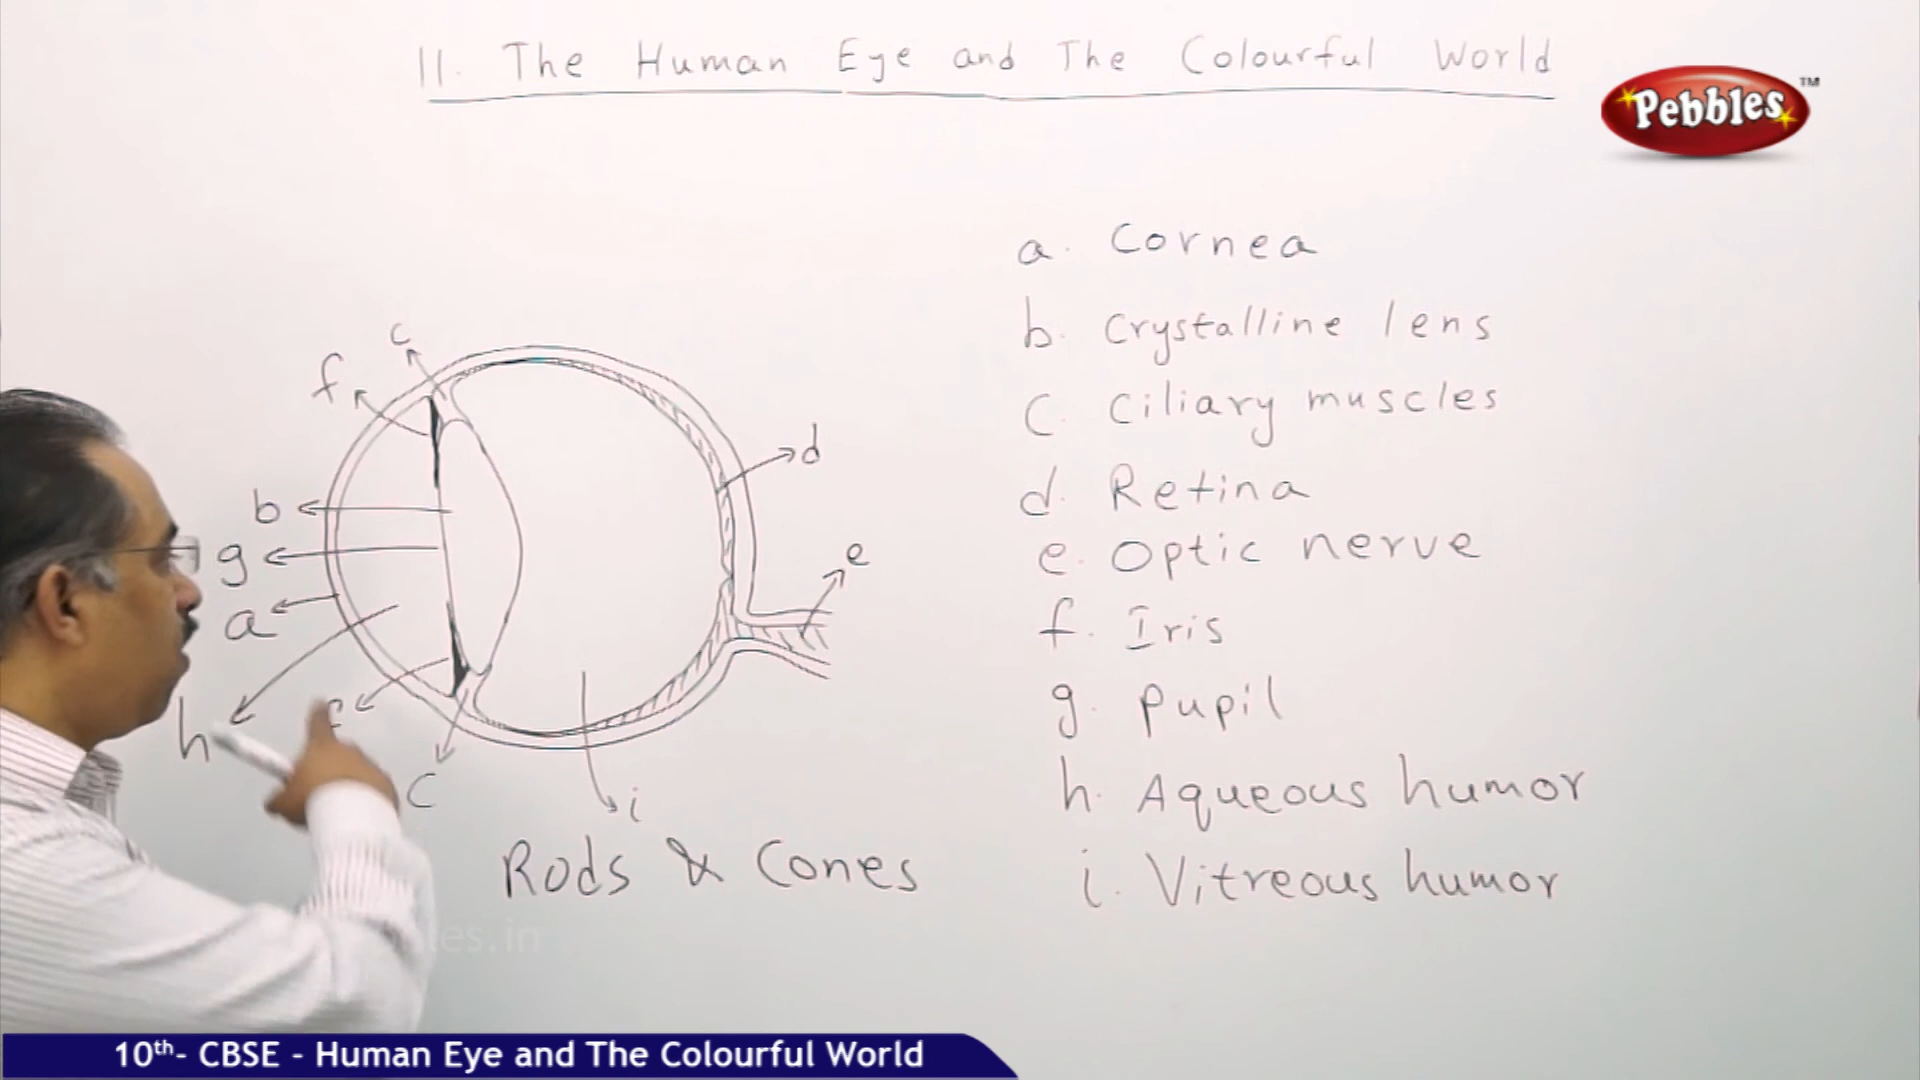 11. The Human Eye and The Colourful World
Pebbles™
a. Cornea
b. Crystalline lens
C. Ciliary muscles
d. Retina
e. Optic nerve
f. Iris
g. Pupil
h. Aqueous humor
i. Vitreous humor
c
f
d
b
g
e
a
h
f
C
i
Rods & Cones
10th- CBSE - Human Eye and The Colourful World